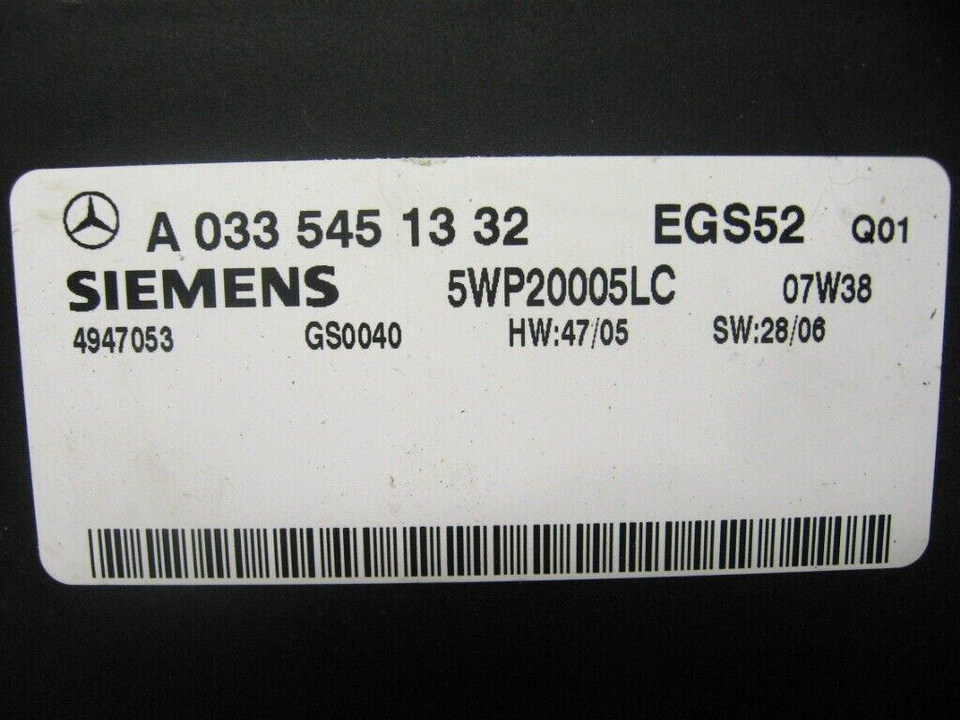 A 033 545 13 32 EGS52 Q01
SIEMENS 5WP20005LC 07W38
4947053 GS0040 HW:47/05 SW:28/06